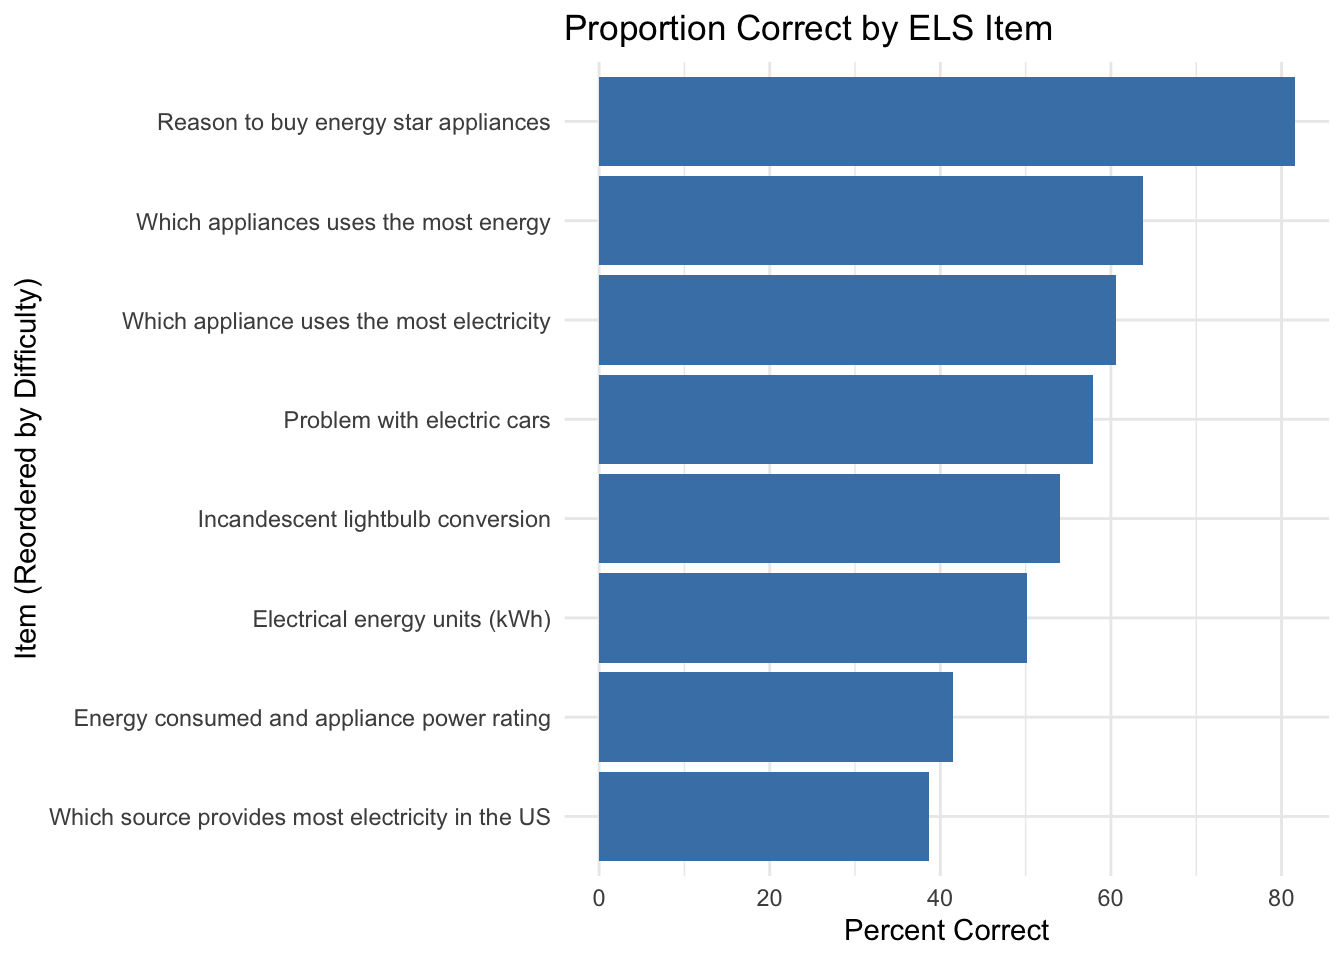 Proportion Correct by ELS Item
Item (Reordered by Difficulty)
Reason to buy energy star appliances
Which appliances uses the most energy
Which appliance uses the most electricity
Problem with electric cars
Incandescent lightbulb conversion
Electrical energy units (kWh)
Energy consumed and appliance power rating
Which source provides most electricity in the US
0 20 40 60 80
Percent Correct